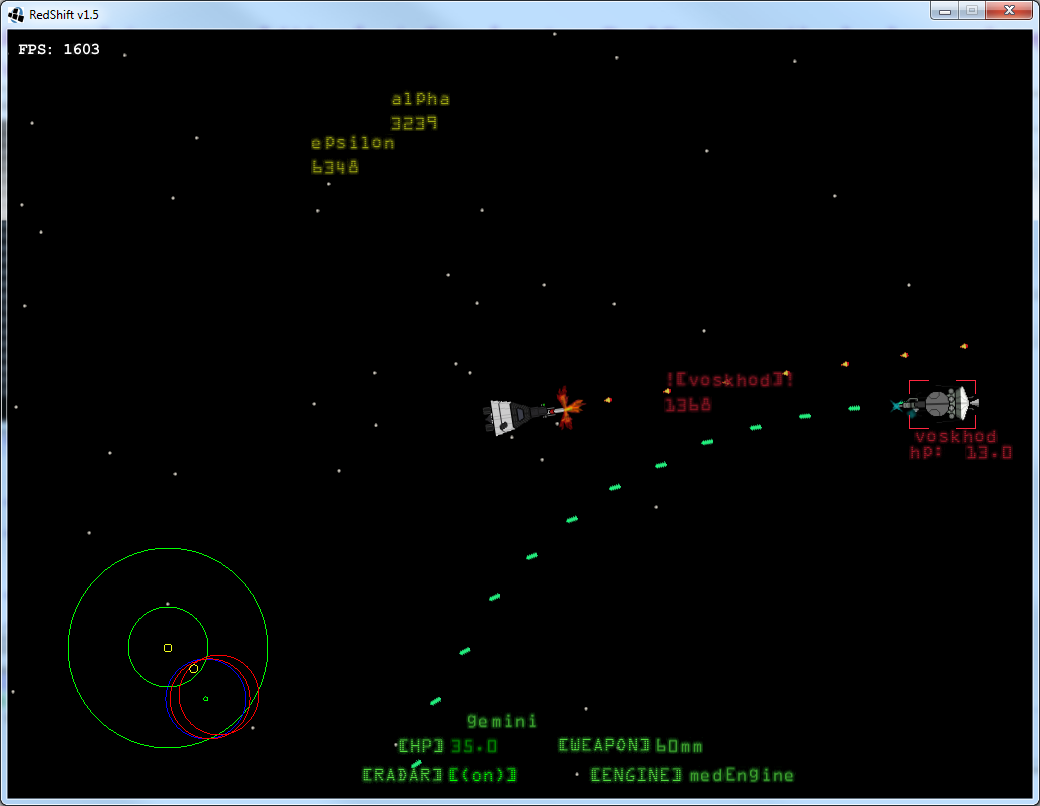 RedShift v1.5
FPS: 1603
alpha
3239
epsilon
6348
![voskhod]!
1368
voskhod
hp: 13.0
gemini
[HP] 35.0 [WEAPON] 60mm
[RADAR] [(on)] [ENGINE] medEngine